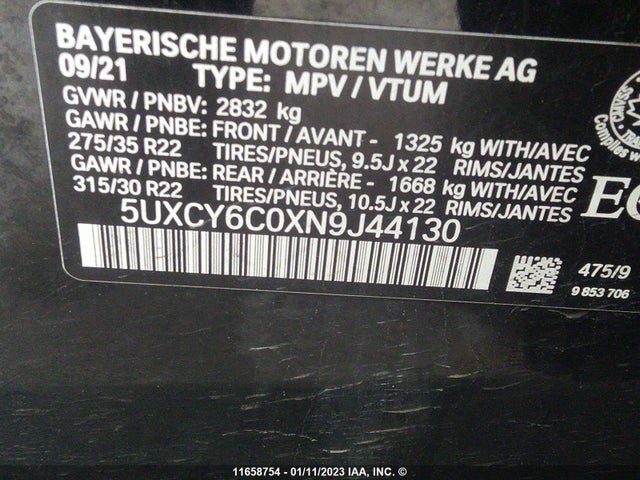 BAYERISCHE MOTOREN WERKE AG
09/21 TYPE: MPV / VTUM
GVWR / PNBV: 2832 kg
GAWR / PNBE: FRONT / AVANT - 1325 kg WITH/AVEC
275/35 R22 TIRES/PNEUS, 9.5J x 22 RIMS/JANTES
GAWR / PNBE: REAR / ARRIÈRE - 1668 kg WITH/AVEC
315/30 R22 TIRES/PNEUS, 10.5J x 22 RIMS/JANTES
5UXCY6C0XN9J44130
475/9
9 853 706
11658754 - 01/11/2023 IAA, INC. ©